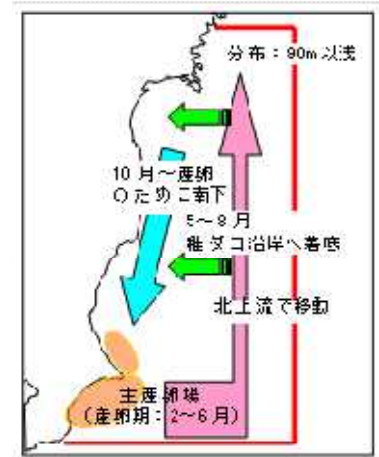 分布：90m以浅
10月～産卵
のために南下
5～8月
稚ダコ沿岸へ着底
北上流で移動
主産卵場
（産卵期：2～6月）